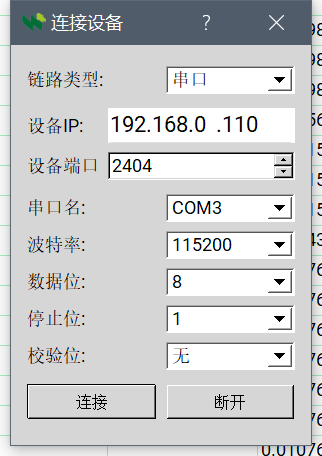 连接设备
链路类型: 串口
设备IP: 192.168.0 .110
设备端口 2404
串口名: COM3
波特率: 115200
数据位: 8
停止位: 1
校验位: 无
连接 断开
0.01076